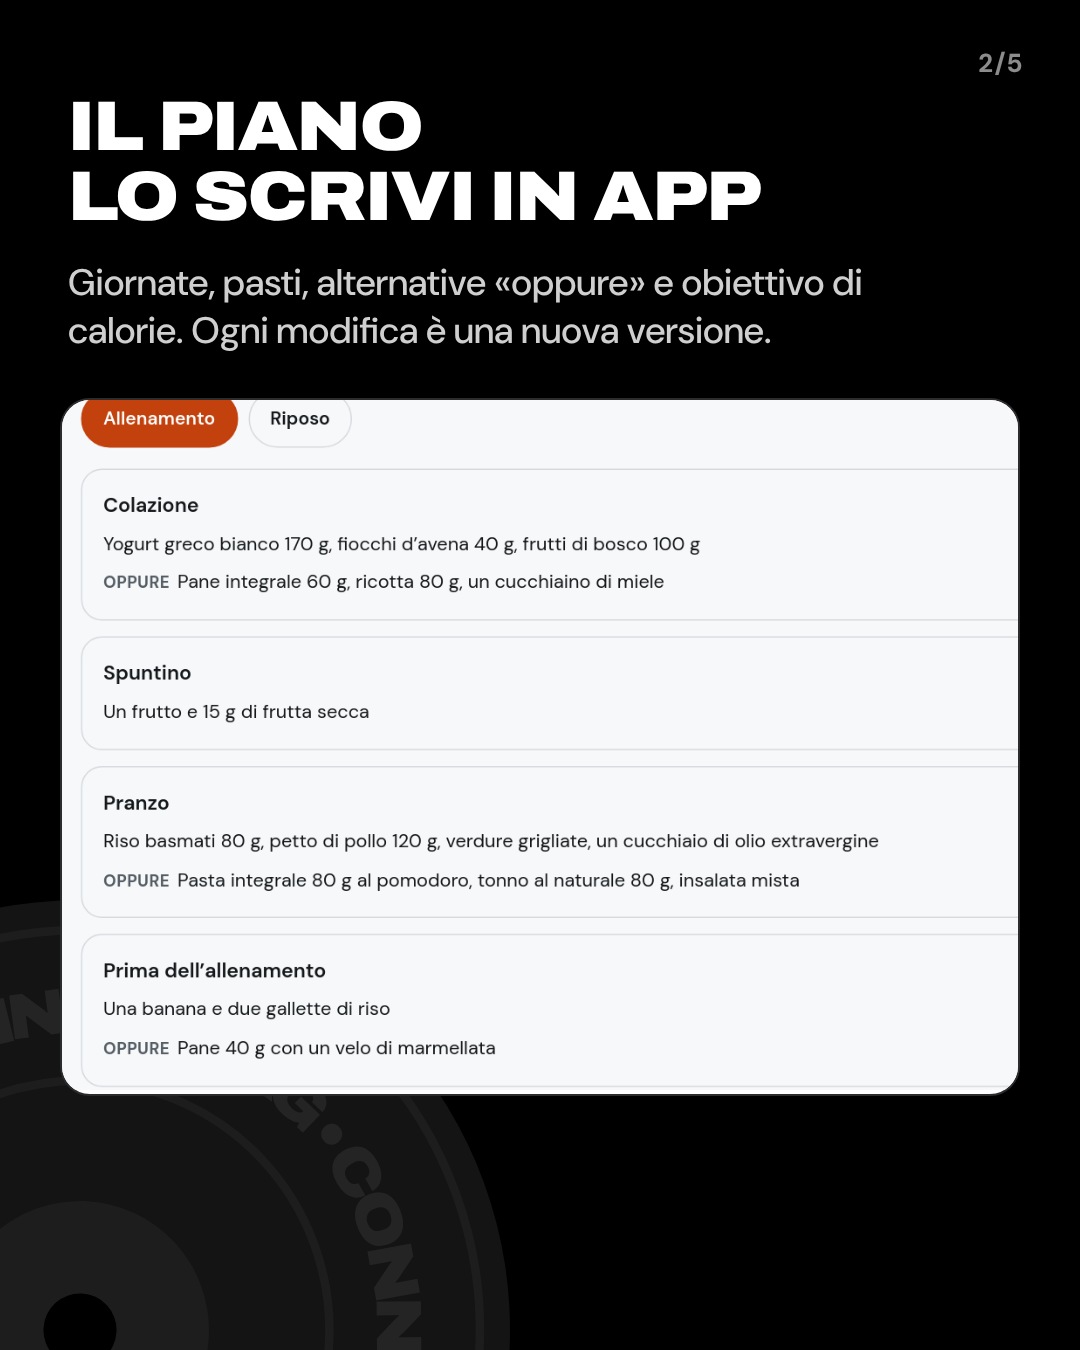 2/5
IL PIANO
LO SCRIVI IN APP
Giornate, pasti, alternative «oppure» e obiettivo di
calorie. Ogni modifica è una nuova versione.
Allenamento
Riposo
Colazione
Yogurt greco bianco 170 g, fiocchi d’avena 40 g, frutti di bosco 100 g
OPPURE Pane integrale 60 g, ricotta 80 g, un cucchiaino di miele
Spuntino
Un frutto e 15 g di frutta secca
Pranzo
Riso basmati 80 g, petto di pollo 120 g, verdure grigliate, un cucchiaio di olio extravergine
OPPURE Pasta integrale 80 g al pomodoro, tonno al naturale 80 g, insalata mista
Prima dell’allenamento
Una banana e due gallette di riso
OPPURE Pane 40 g con un velo di marmellata
G•CONN